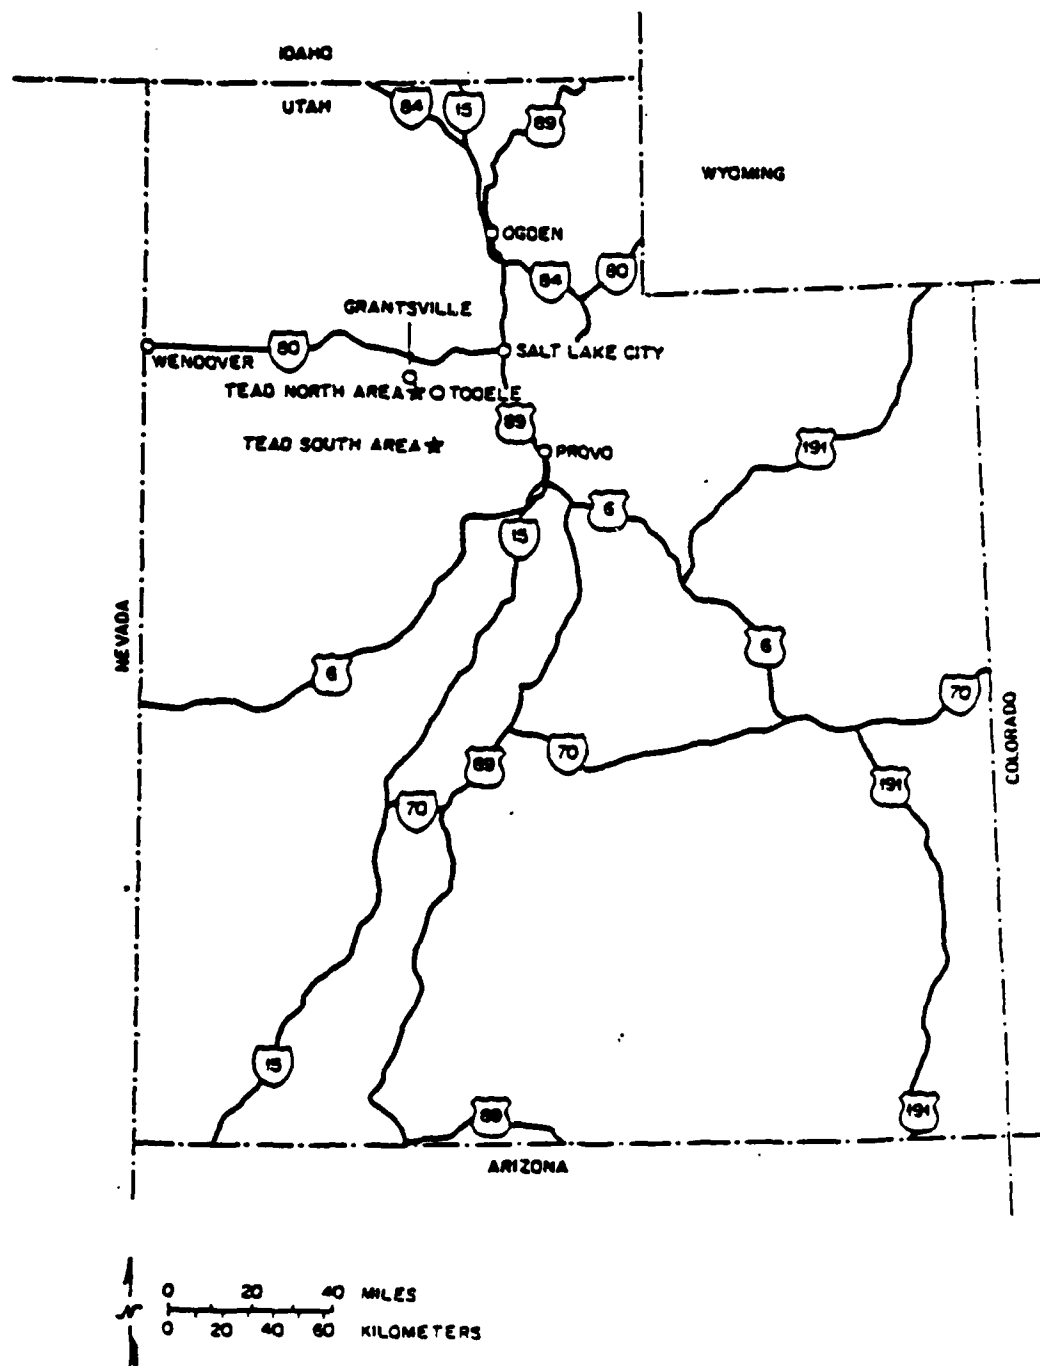 IDAHO
UTAH
84
15
89
WYOMING
OGDEN
84
80
GRANTSVILLE
80
WENDOVER
SALT LAKE CITY
TEAD NORTH AREA
TOOELE
89
TEAD SOUTH AREA
PROVO
191
6
15
NEVADA
6
6
70
COLORADO
89
70
191
70
15
89
191
ARIZONA
0 20 40 MILES
N
0 20 40 60 KILOMETERS